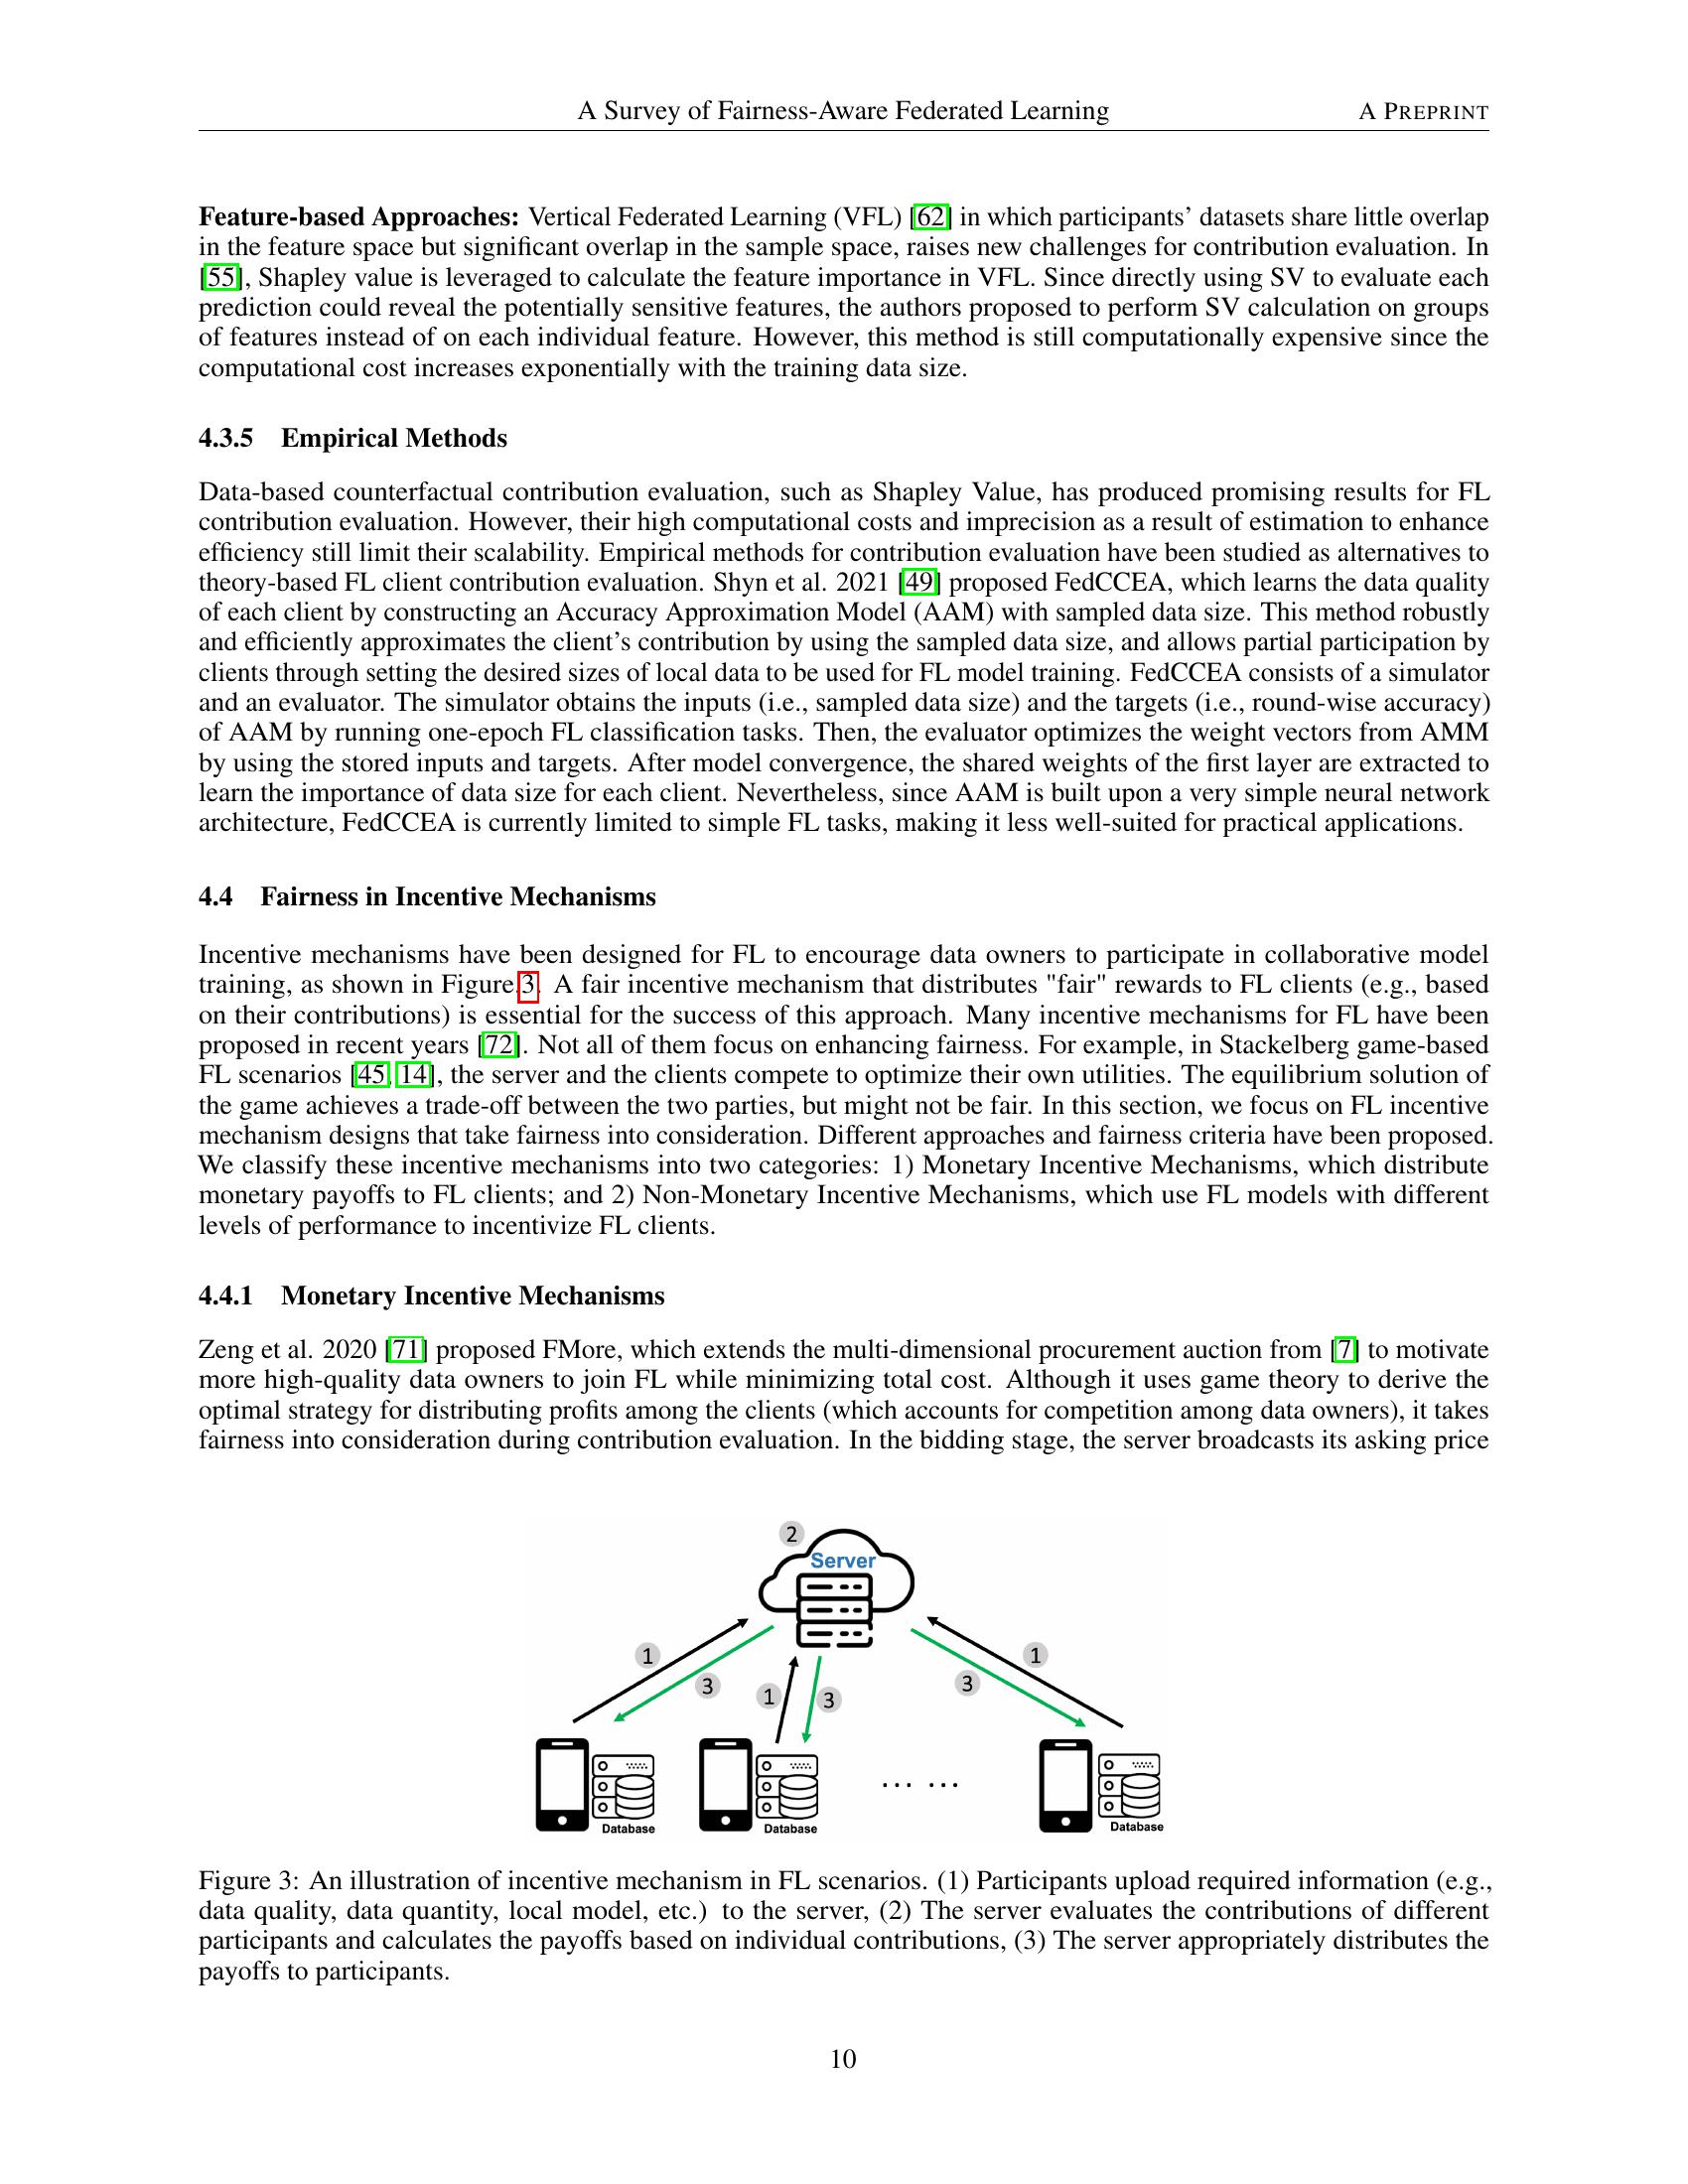 A Survey of Fairness-Aware Federated Learning A PREPRINT
Feature-based Approaches: Vertical Federated Learning (VFL) [62] in which participants' datasets share little overlap
in the feature space but significant overlap in the sample space, raises new challenges for contribution evaluation. In
[55], Shapley value is leveraged to calculate the feature importance in VFL. Since directly using SV to evaluate each
prediction could reveal the potentially sensitive features, the authors proposed to perform SV calculation on groups
of features instead of on each individual feature. However, this method is still computationally expensive since the
computational cost increases exponentially with the training data size.
4.3.5 Empirical Methods
Data-based counterfactual contribution evaluation, such as Shapley Value, has produced promising results for FL
contribution evaluation. However, their high computational costs and imprecision as a result of estimation to enhance
efficiency still limit their scalability. Empirical methods for contribution evaluation have been studied as alternatives to
theory-based FL client contribution evaluation. Shyn et al. 2021 [49] proposed FedCCEA, which learns the data quality
of each client by constructing an Accuracy Approximation Model (AAM) with sampled data size. This method robustly
and efficiently approximates the client's contribution by using the sampled data size, and allows partial participation by
clients through setting the desired sizes of local data to be used for FL model training. FedCCEA consists of a simulator
and an evaluator. The simulator obtains the inputs (i.e., sampled data size) and the targets (i.e., round-wise accuracy)
of AAM by running one-epoch FL classification tasks. Then, the evaluator optimizes the weight vectors from AMM
by using the stored inputs and targets. After model convergence, the shared weights of the first layer are extracted to
learn the importance of data size for each client. Nevertheless, since AAM is built upon a very simple neural network
architecture, FedCCEA is currently limited to simple FL tasks, making it less well-suited for practical applications.
4.4 Fairness in Incentive Mechanisms
Incentive mechanisms have been designed for FL to encourage data owners to participate in collaborative model
training, as shown in Figure 3. A fair incentive mechanism that distributes "fair" rewards to FL clients (e.g., based
on their contributions) is essential for the success of this approach. Many incentive mechanisms for FL have been
proposed in recent years [72]. Not all of them focus on enhancing fairness. For example, in Stackelberg game-based
FL scenarios [45, 14], the server and the clients compete to optimize their own utilities. The equilibrium solution of
the game achieves a trade-off between the two parties, but might not be fair. In this section, we focus on FL incentive
mechanism designs that take fairness into consideration. Different approaches and fairness criteria have been proposed.
We classify these incentive mechanisms into two categories: 1) Monetary Incentive Mechanisms, which distribute
monetary payoffs to FL clients; and 2) Non-Monetary Incentive Mechanisms, which use FL models with different
levels of performance to incentivize FL clients.
4.4.1 Monetary Incentive Mechanisms
Zeng et al. 2020 [71] proposed FMore, which extends the multi-dimensional procurement auction from [7] to motivate
more high-quality data owners to join FL while minimizing total cost. Although it uses game theory to derive the
optimal strategy for distributing profits among the clients (which accounts for competition among data owners), it takes
fairness into consideration during contribution evaluation. In the bidding stage, the server broadcasts its asking price
2
Server
1 3 1 3 3 1
... ...
Database Database Database
Figure 3: An illustration of incentive mechanism in FL scenarios. (1) Participants upload required information (e.g.,
data quality, data quantity, local model, etc.) to the server, (2) The server evaluates the contributions of different
participants and calculates the payoffs based on individual contributions, (3) The server appropriately distributes the
payoffs to participants.
10